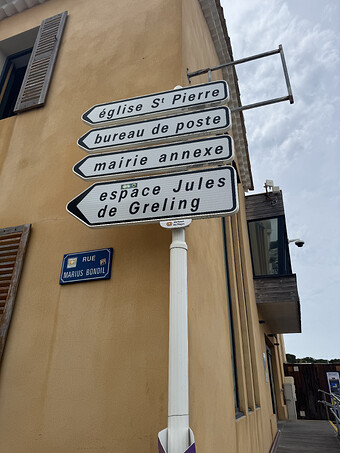 église St Pierre
bureau de poste
mairie annexe
espace Jules
de Greling
RUE
MARIUS BONDIL